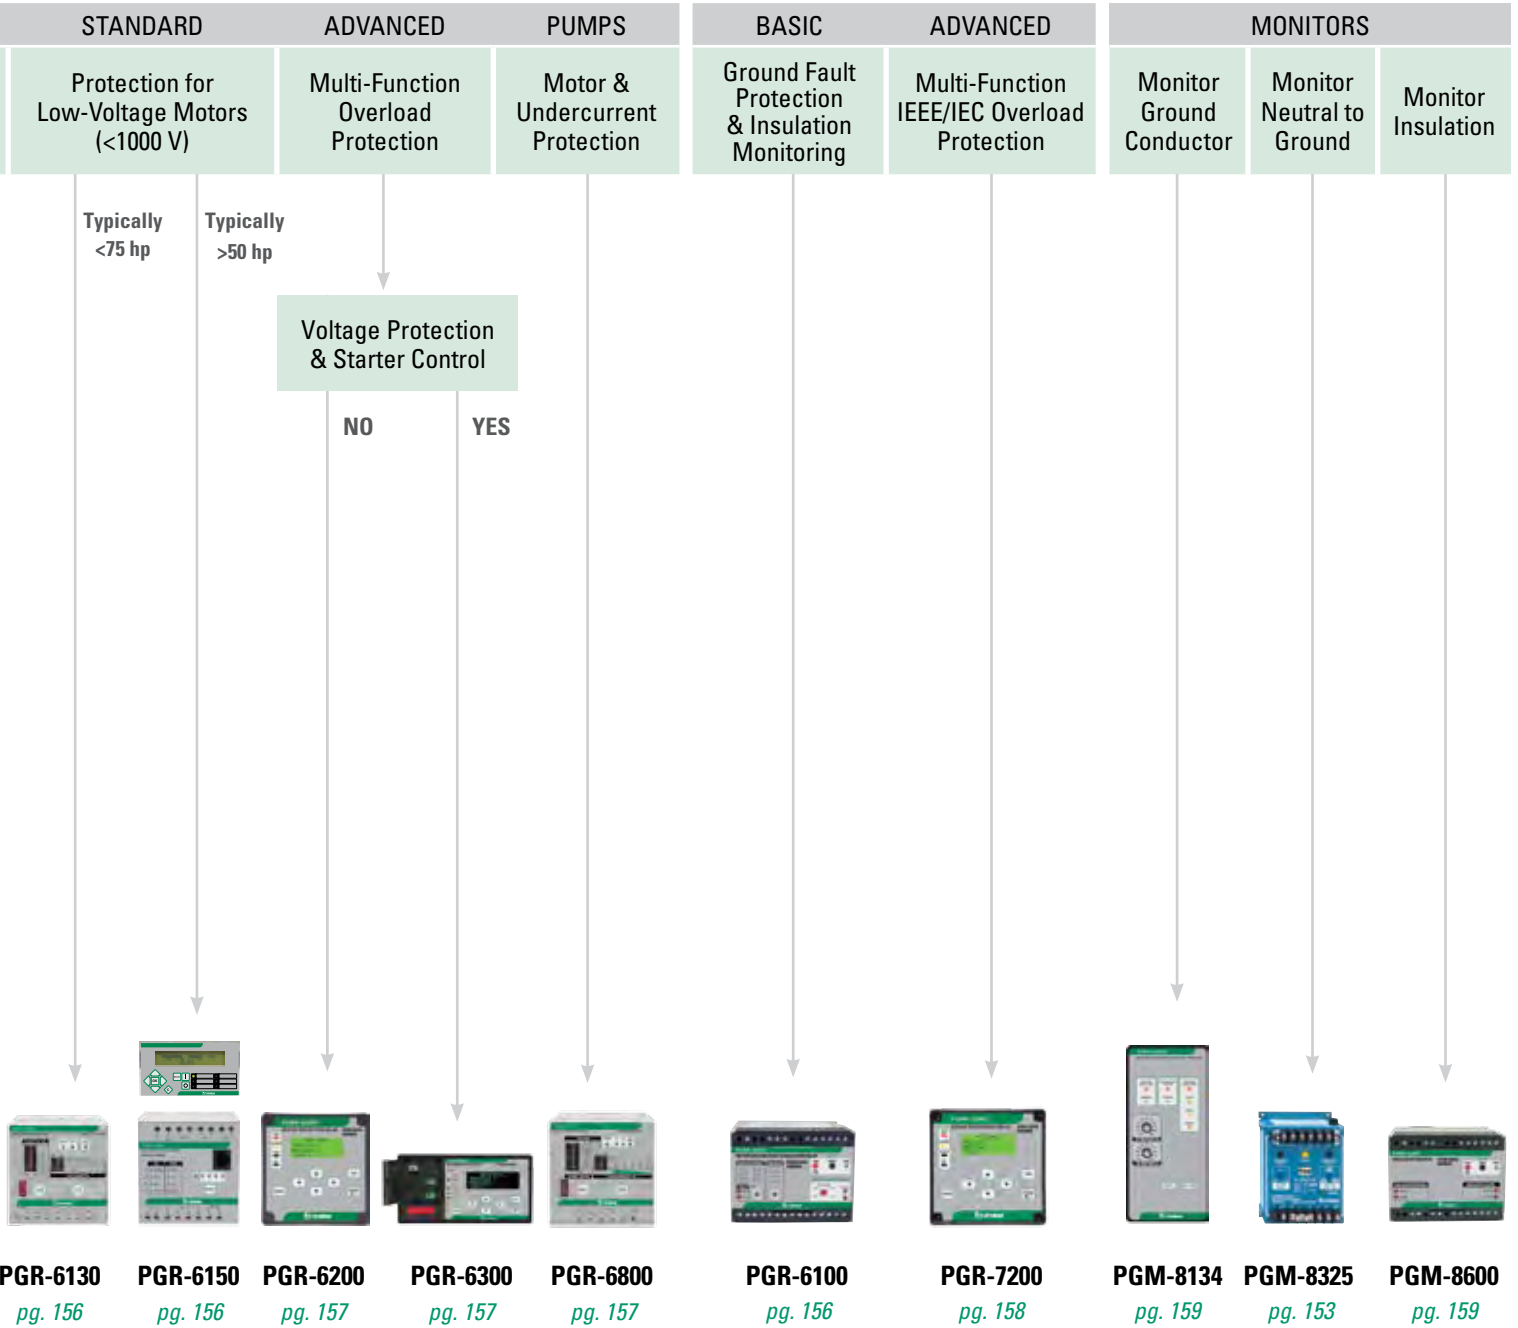 STANDARD
ADVANCED
PUMPS
BASIC
ADVANCED
MONITORS
Protection for
Low-Voltage Motors
(<1000 V)
Multi-Function
Overload
Protection
Motor &
Undercurrent
Protection
Ground Fault
Protection
& Insulation
Monitoring
Multi-Function
IEEE/IEC Overload
Protection
Monitor
Ground
Conductor
Monitor
Neutral to
Ground
Monitor
Insulation
Typically
<75 hp
Typically
>50 hp
Voltage Protection
& Starter Control
NO
YES
PGR-6130
PGR-6150
PGR-6200
PGR-6300
PGR-6800
PGR-6100
PGR-7200
PGM-8134
PGM-8325
PGM-8600
pg. 156
pg. 156
pg. 157
pg. 157
pg. 157
pg. 156
pg. 158
pg. 159
pg. 153
pg. 159